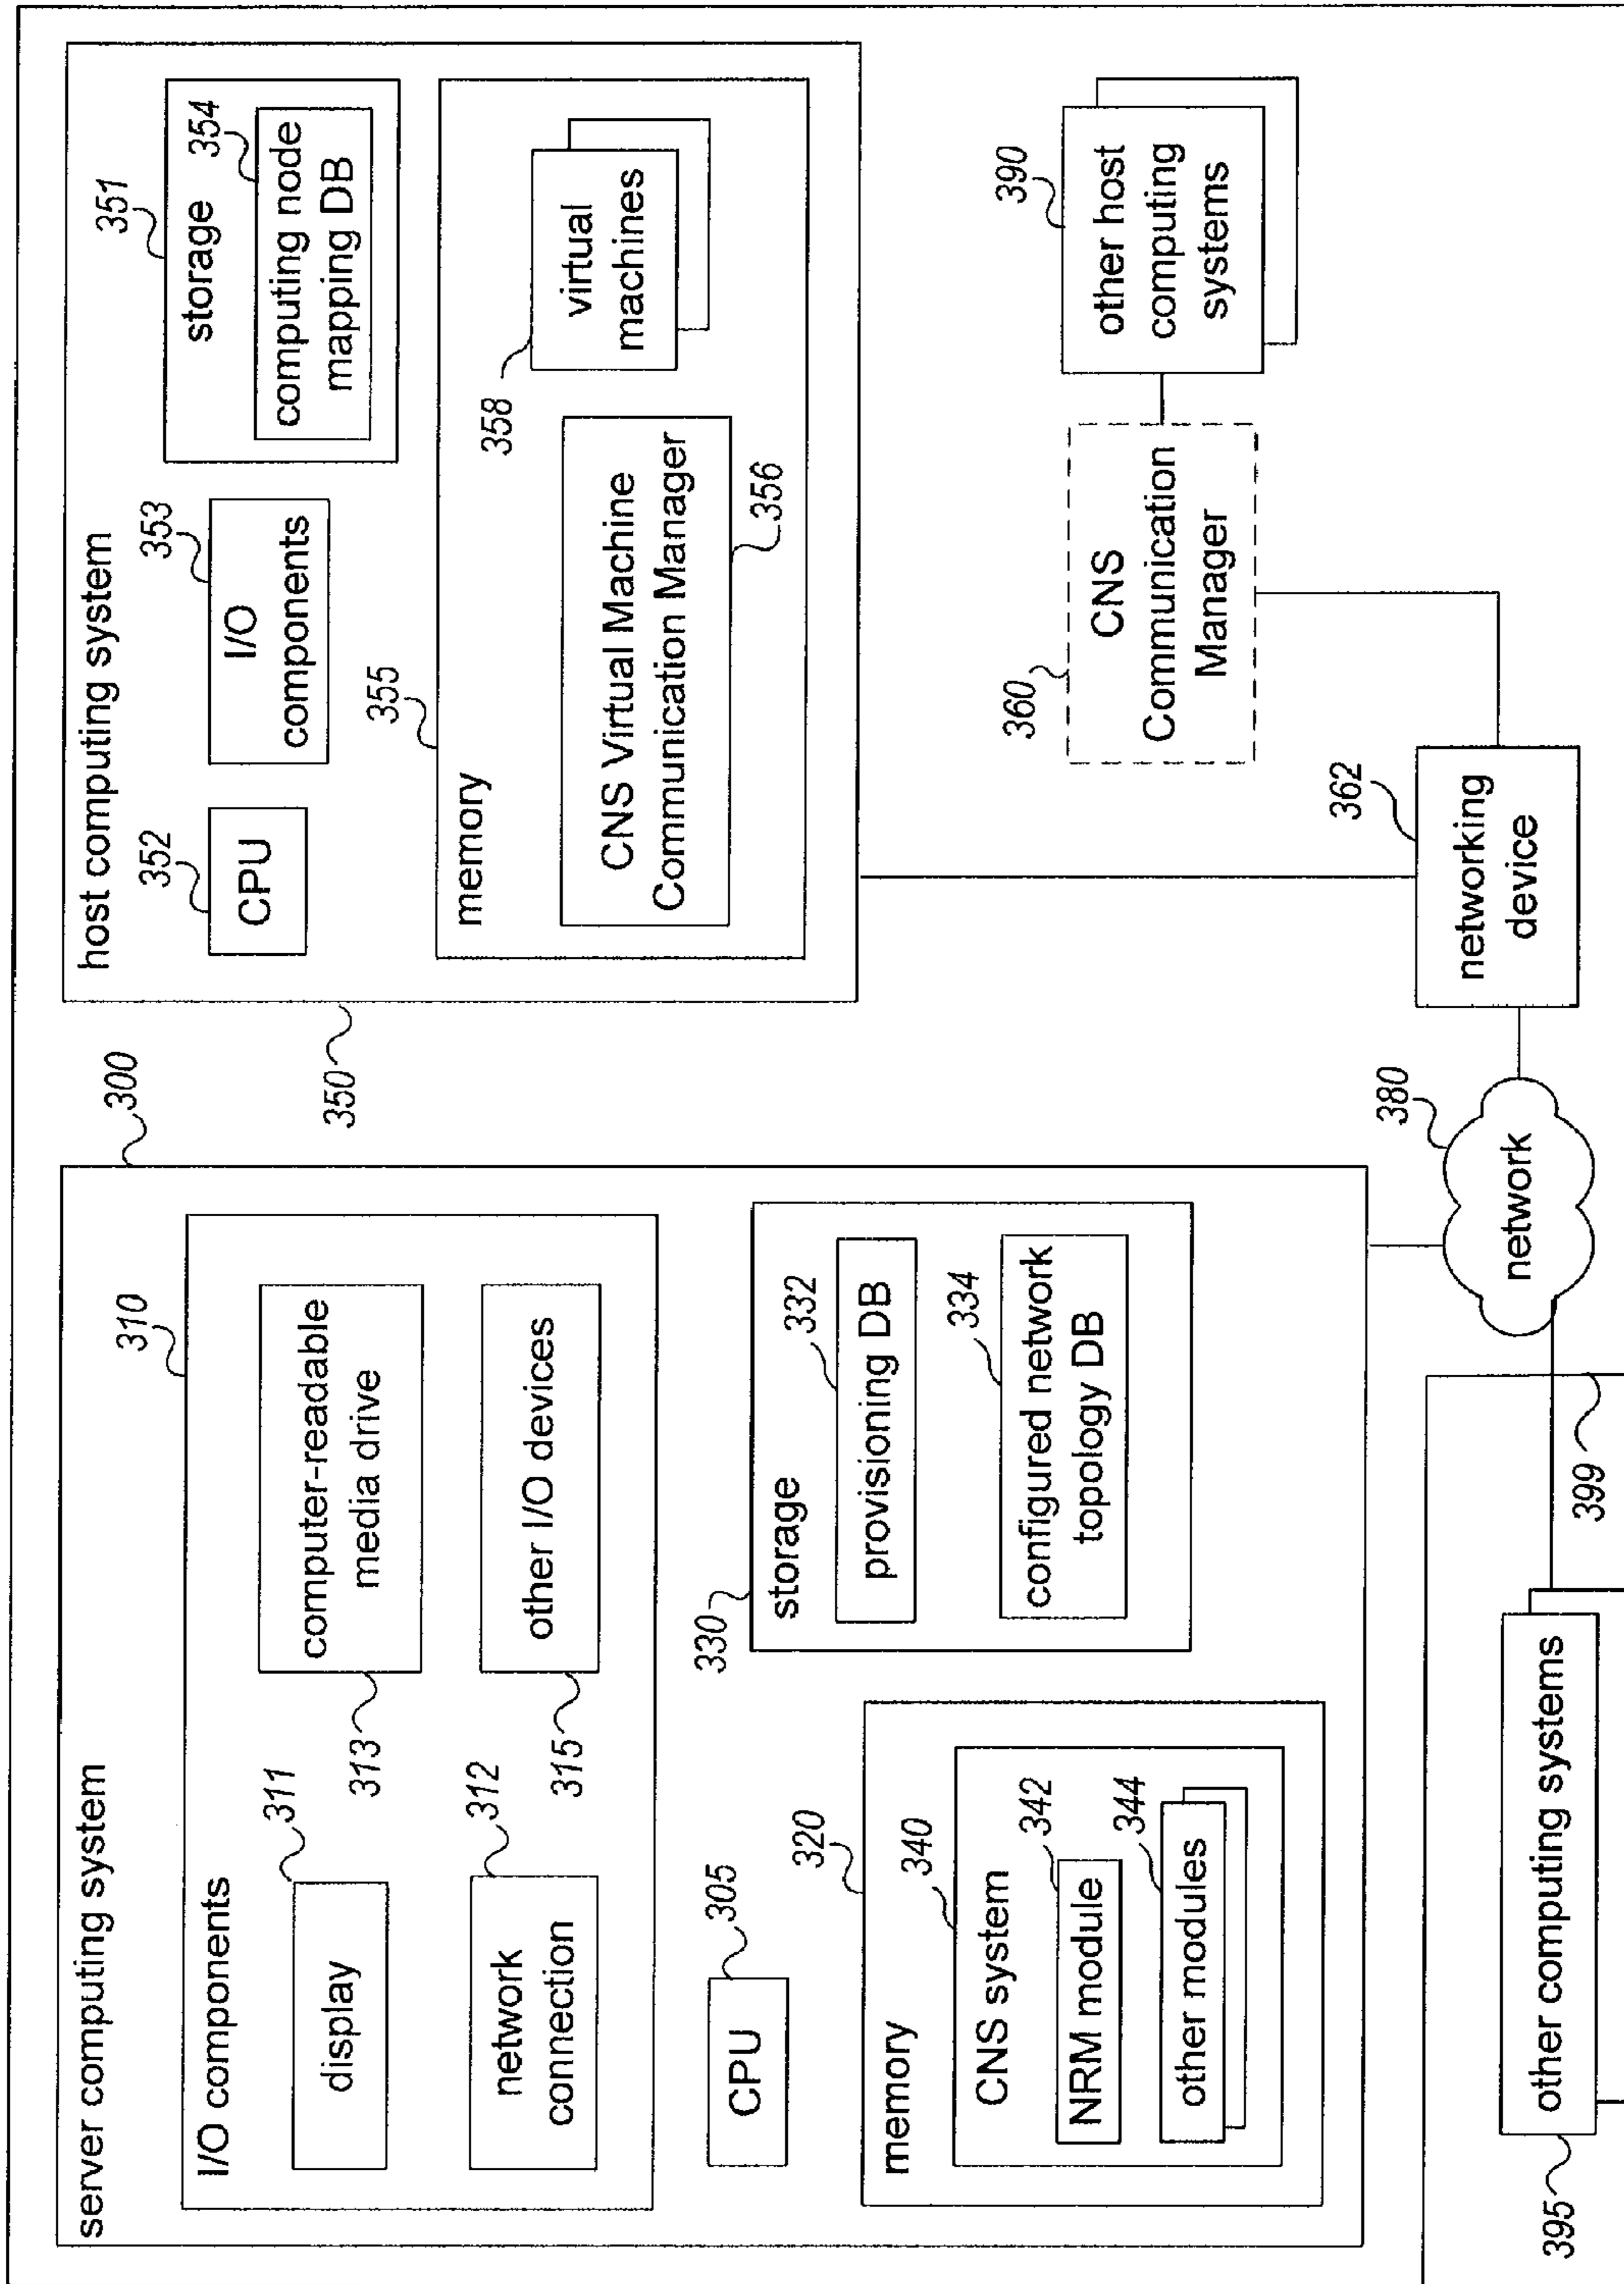 server computing system
300
I/O components
310
display
311
computer-readable
media drive
313
network
connection
312
other I/O devices
315
CPU
305
storage
330
provisioning DB
332
configured network
topology DB
334
memory
320
CNS system
340
NRM module
342
other modules
344
host computing system
350
CPU
352
I/O
components
353
storage
351
computing node
mapping DB
354
memory
355
CNS Virtual Machine
Communication Manager
356
virtual
machines
358
CNS
Communication
Manager
360
other host
computing
systems
390
networking
device
362
network
380
other computing systems
395
399